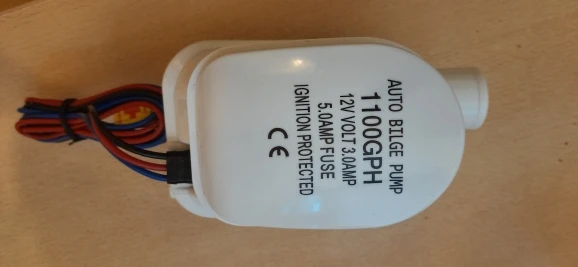 AUTO BILGE PUMP
1100GPH
12V VOLT 3.0AMP
5.0AMP FUSE
IGNITION PROTECTED
CE